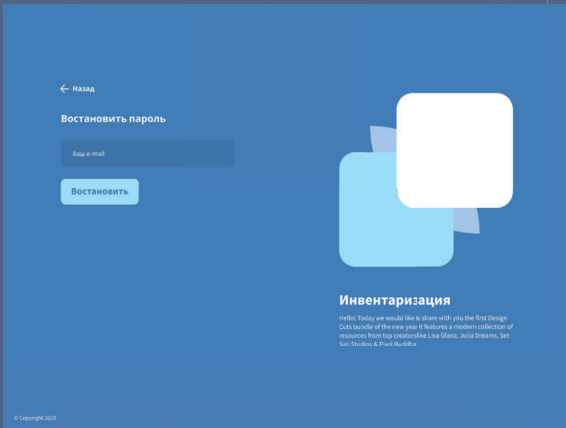 ← Назад
Востановить пароль
Ваш e-mail
Востановить
Инвентаризация
Hello! Today we would like to share with you the first Design
Cuts bundle of the new year It features a modern collection of
resources from top creatorslike Lisa Glanz, Julia Dreams, Set
Sail Studios & Pixel Buddha
© Copyright 2019